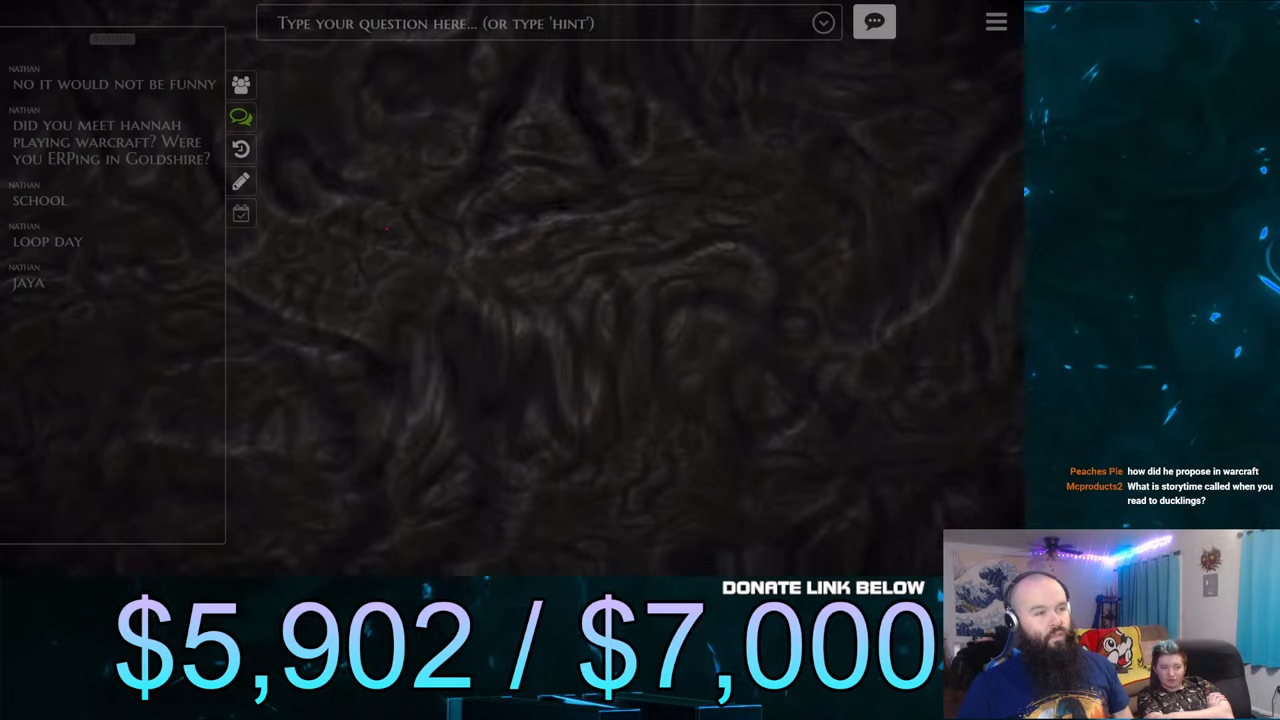 Type your question here... (or type 'hint')
Nathan
no it would not be funny
Nathan
did you meet hannah
playing warcraft? Were
you ERPing in Goldshire?
Nathan
school
Nathan
loop day
Nathan
jaya
Peaches Pie how did he propose in warcraft
Mcproducts2 What is storytime called when you
read to ducklings?
DONATE LINK BELOW
$5,902 / $7,000